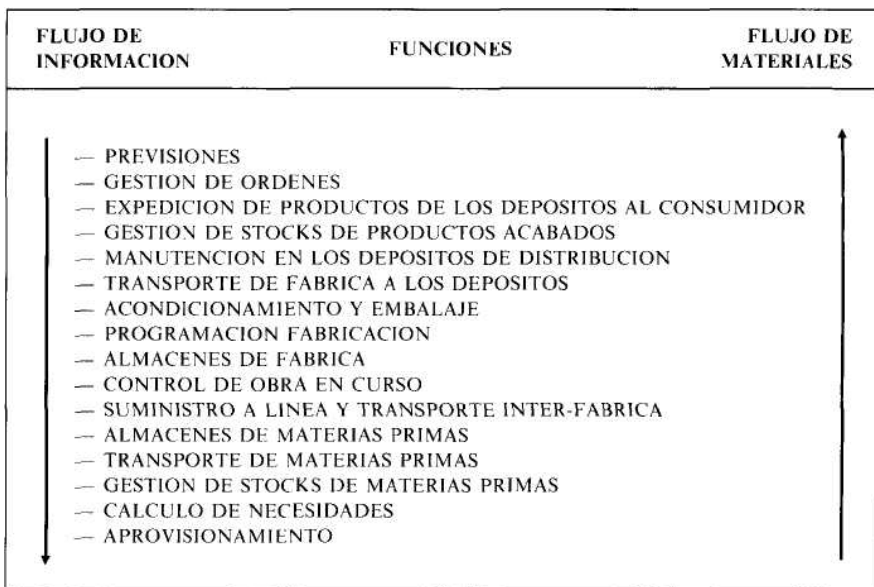 FLUJO DE INFORMACION
FUNCIONES
FLUJO DE MATERIALES
— PREVISIONES
— GESTION DE ORDENES
— EXPEDICION DE PRODUCTOS DE LOS DEPOSITOS AL CONSUMIDOR
— GESTION DE STOCKS DE PRODUCTOS ACABADOS
— MANUTENCION EN LOS DEPOSITOS DE DISTRIBUCION
— TRANSPORTE DE FABRICA A LOS DEPOSITOS
— ACONDICIONAMIENTO Y EMBALAJE
— PROGRAMACION FABRICACION
— ALMACENES DE FABRICA
— CONTROL DE OBRA EN CURSO
— SUMINISTRO A LINEA Y TRANSPORTE INTER-FABRICA
— ALMACENES DE MATERIAS PRIMAS
— TRANSPORTE DE MATERIAS PRIMAS
— GESTION DE STOCKS DE MATERIAS PRIMAS
— CALCULO DE NECESIDADES
— APROVISIONAMIENTO